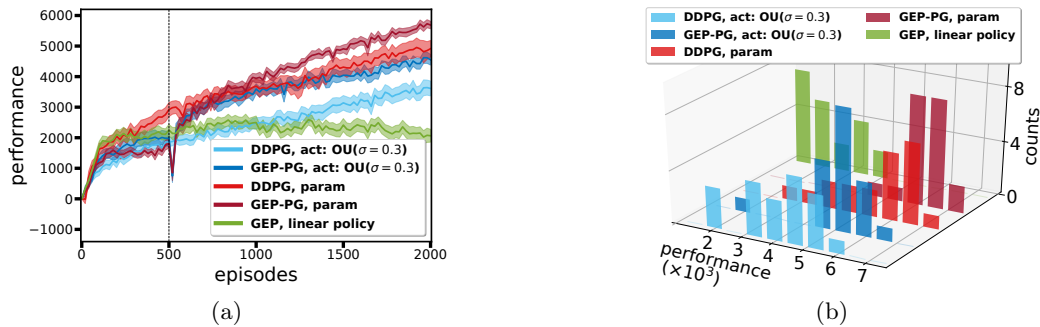 6000
5000
4000
3000
2000
1000
0
−1000
performance
0
500
1000
1500
2000
episodes
DDPG, act: OU(σ = 0.3)
GEP-PG, act: OU(σ = 0.3)
DDPG, param
GEP-PG, param
GEP, linear policy
(a)
DDPG, act: OU(σ = 0.3)
GEP-PG, act: OU(σ = 0.3)
DDPG, param
GEP-PG, param
GEP, linear policy
8
4
0
counts
2
3
4
5
6
7
performance
(×10³)
(b)